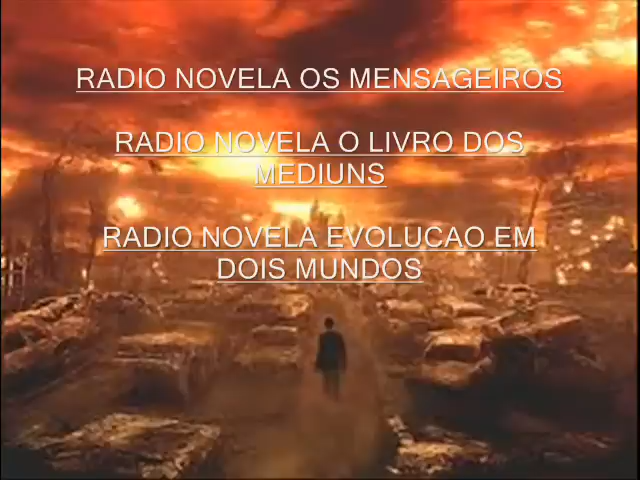 RADIO NOVELA OS MENSAGEIROS
RADIO NOVELA O LIVRO DOS
MEDIUNS
RADIO NOVELA EVOLUCAO EM
DOIS MUNDOS